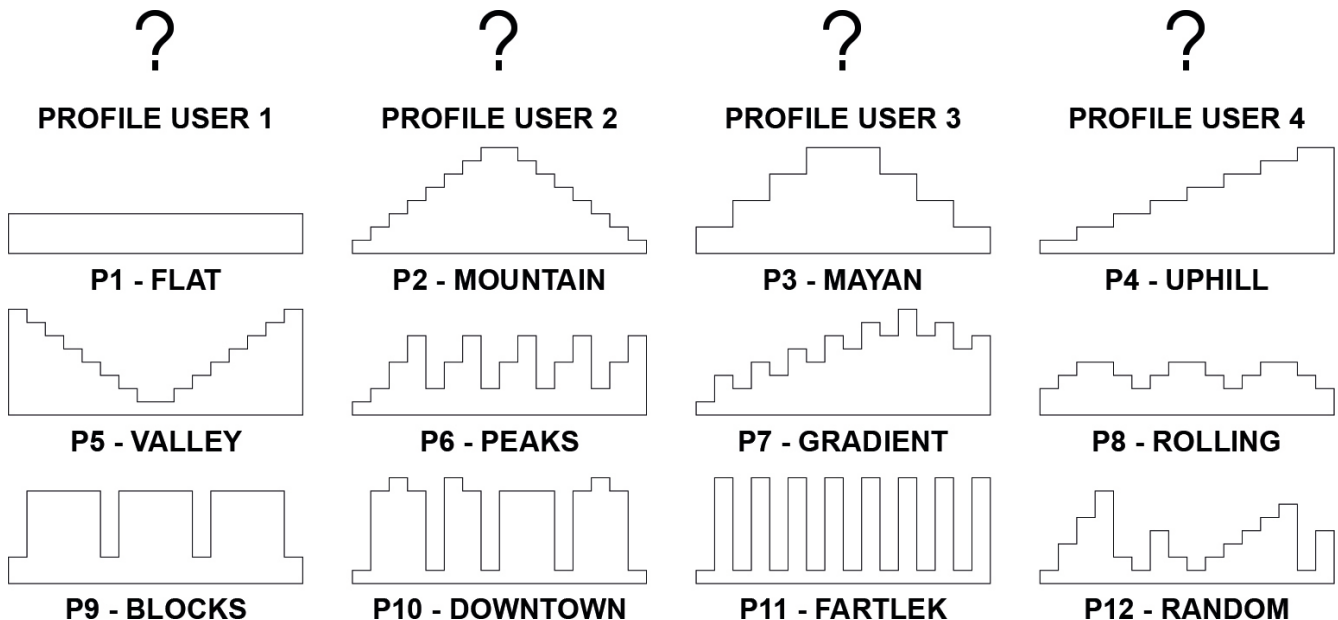 ? ? ? ?
PROFILE USER 1 PROFILE USER 2 PROFILE USER 3 PROFILE USER 4
P1 - FLAT P2 - MOUNTAIN P3 - MAYAN P4 - UPHILL
P5 - VALLEY P6 - PEAKS P7 - GRADIENT P8 - ROLLING
P9 - BLOCKS P10 - DOWNTOWN P11 - FARTLEK P12 - RANDOM